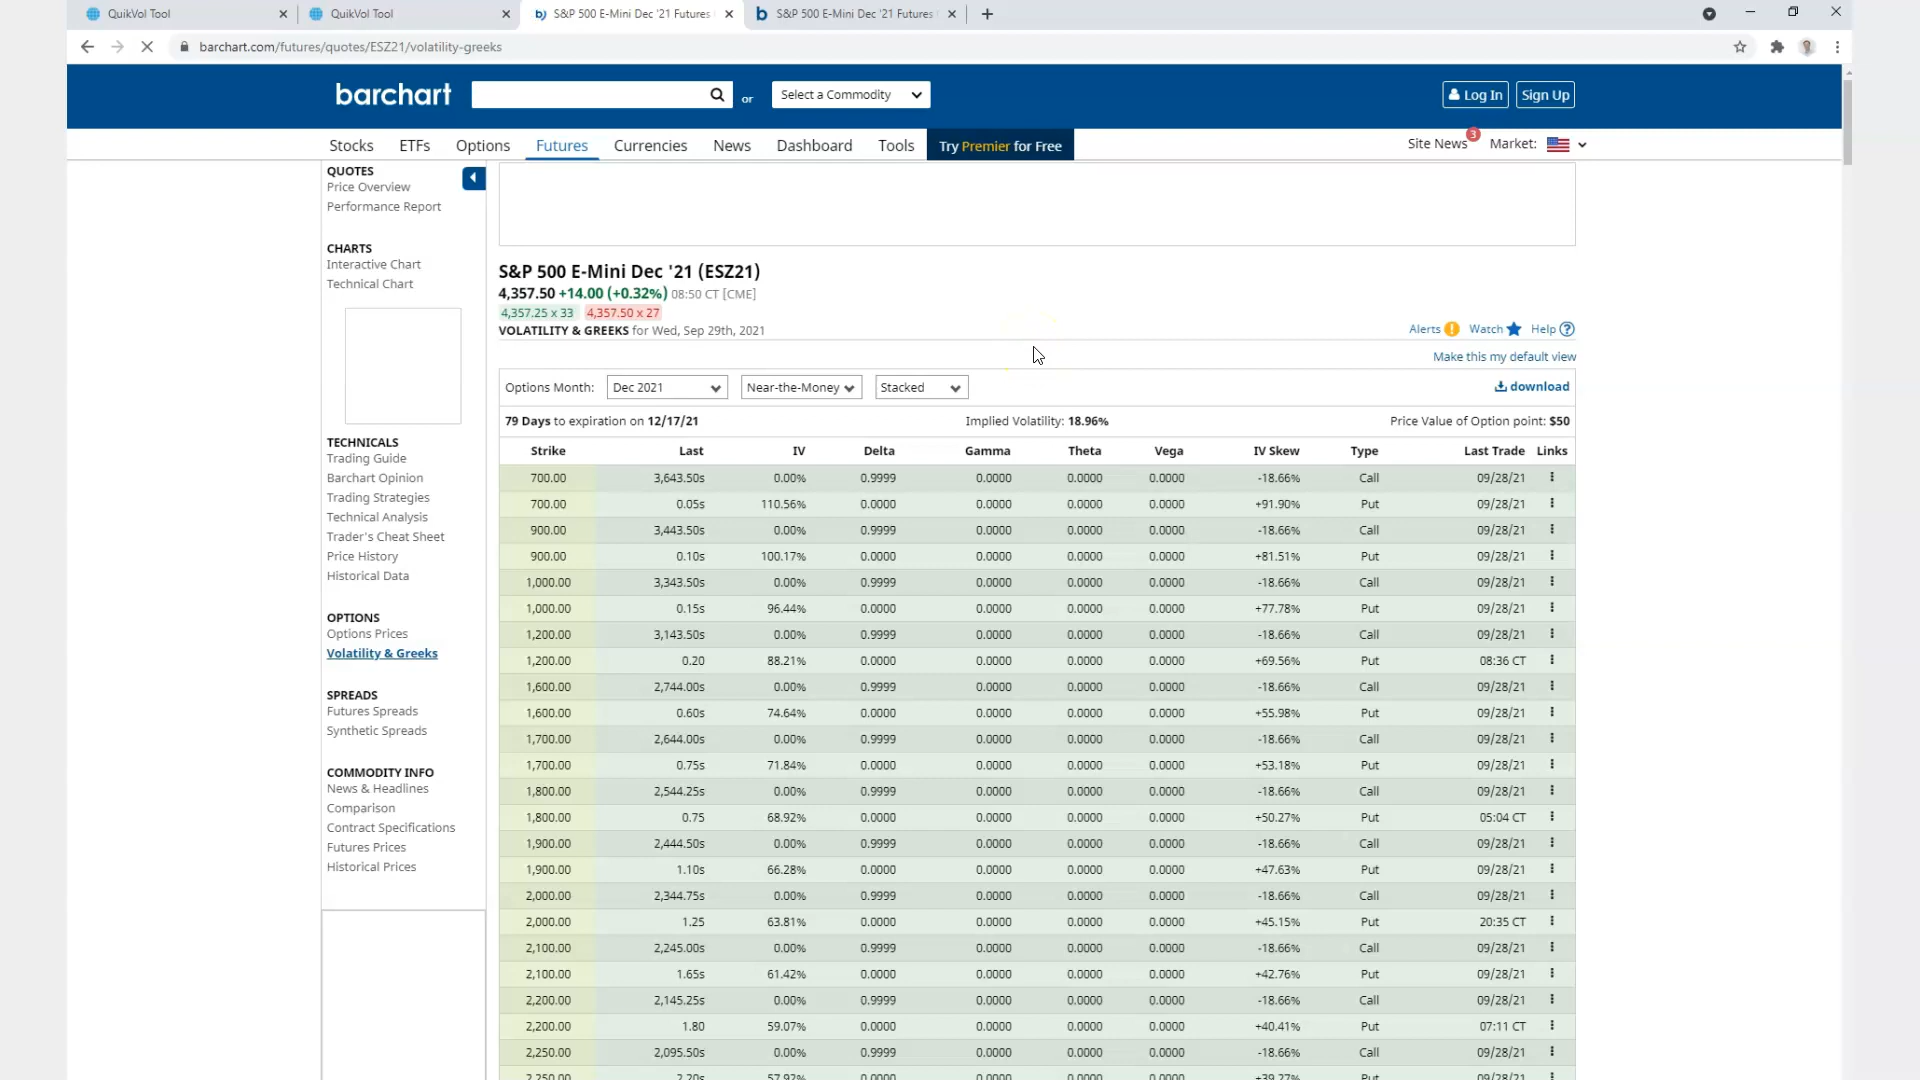 QuikVol Tool
QuikVol Tool
S&P 500 E-Mini Dec '21 Futures
S&P 500 E-Mini Dec '21 Futures
barchart.com/futures/quotes/ESZ21/volatility-greeks
barchart
or
Select a Commodity
Log In
Sign Up
Stocks ETFs Options Futures Currencies News Dashboard Tools Try Premier for Free
Site News 3 Market:
QUOTES
Price Overview
Performance Report
CHARTS
Interactive Chart
Technical Chart
TECHNICALS
Trading Guide
Barchart Opinion
Trading Strategies
Technical Analysis
Trader's Cheat Sheet
Price History
Historical Data
OPTIONS
Options Prices
Volatility & Greeks
SPREADS
Futures Spreads
Synthetic Spreads
COMMODITY INFO
News & Headlines
Comparison
Contract Specifications
Futures Prices
Historical Prices
S&P 500 E-Mini Dec '21 (ESZ21)
4,357.50 +14.00 (+0.32%) 08:50 CT [CME]
4,357.25 x 33 4,357.50 x 27
VOLATILITY & GREEKS for Wed, Sep 29th, 2021
Alerts ! Watch Help ?
Make this my default view
Options Month: Dec 2021 Near-the-Money Stacked download
79 Days to expiration on 12/17/21 Implied Volatility: 18.96% Price Value of Option point: $50
Strike Last IV Delta Gamma Theta Vega IV Skew Type Last Trade Links
700.00 3,643.50s 0.00% 0.9999 0.0000 0.0000 0.0000 -18.66% Call 09/28/21
700.00 0.05s 110.56% 0.0000 0.0000 0.0000 0.0000 +91.90% Put 09/28/21
900.00 3,443.50s 0.00% 0.9999 0.0000 0.0000 0.0000 -18.66% Call 09/28/21
900.00 0.10s 100.17% 0.0000 0.0000 0.0000 0.0000 +81.51% Put 09/28/21
1,000.00 3,343.50s 0.00% 0.9999 0.0000 0.0000 0.0000 -18.66% Call 09/28/21
1,000.00 0.15s 96.44% 0.0000 0.0000 0.0000 0.0000 +77.78% Put 09/28/21
1,200.00 3,143.50s 0.00% 0.9999 0.0000 0.0000 0.0000 -18.66% Call 09/28/21
1,200.00 0.20 88.21% 0.0000 0.0000 0.0000 0.0000 +69.56% Put 08:36 CT
1,600.00 2,744.00s 0.00% 0.9999 0.0000 0.0000 0.0000 -18.66% Call 09/28/21
1,600.00 0.60s 74.64% 0.0000 0.0000 0.0000 0.0000 +55.98% Put 09/28/21
1,700.00 2,644.00s 0.00% 0.9999 0.0000 0.0000 0.0000 -18.66% Call 09/28/21
1,700.00 0.75s 71.84% 0.0000 0.0000 0.0000 0.0000 +53.18% Put 09/28/21
1,800.00 2,544.25s 0.00% 0.9999 0.0000 0.0000 0.0000 -18.66% Call 09/28/21
1,800.00 0.75 68.92% 0.0000 0.0000 0.0000 0.0000 +50.27% Put 05:04 CT
1,900.00 2,444.50s 0.00% 0.9999 0.0000 0.0000 0.0000 -18.66% Call 09/28/21
1,900.00 1.10s 66.28% 0.0000 0.0000 0.0000 0.0000 +47.63% Put 09/28/21
2,000.00 2,344.75s 0.00% 0.9999 0.0000 0.0000 0.0000 -18.66% Call 09/28/21
2,000.00 1.25 63.81% 0.0000 0.0000 0.0000 0.0000 +45.15% Put 20:35 CT
2,100.00 2,245.00s 0.00% 0.9999 0.0000 0.0000 0.0000 -18.66% Call 09/28/21
2,100.00 1.65s 61.42% 0.0000 0.0000 0.0000 0.0000 +42.76% Put 09/28/21
2,200.00 2,145.25s 0.00% 0.9999 0.0000 0.0000 0.0000 -18.66% Call 09/28/21
2,200.00 1.80 59.07% 0.0000 0.0000 0.0000 0.0000 +40.41% Put 07:11 CT
2,250.00 2,095.50s 0.00% 0.9999 0.0000 0.0000 0.0000 -18.66% Call 09/28/21
2,250.00 2.20s 57.92% 0.0000 0.0000 0.0000 0.0000 +39.27% Put 09/28/21